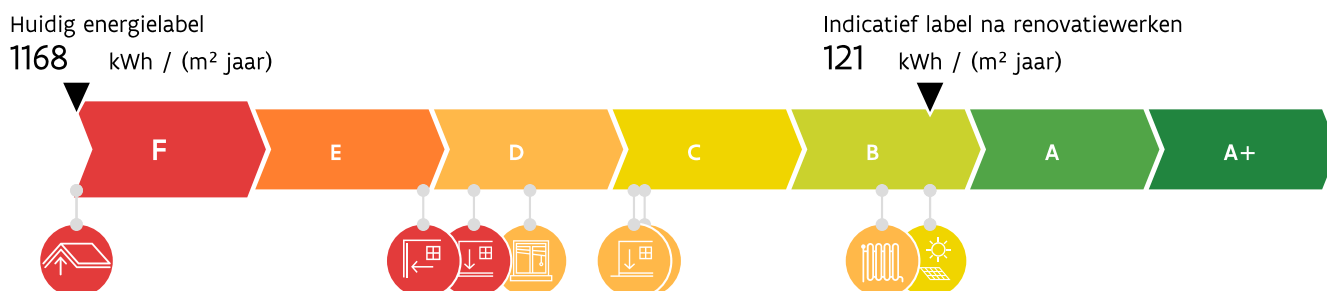 Huidig energielabel
1168 kWh / (m² jaar)
Indicatief label na renovatiewerken
121 kWh / (m² jaar)
F E D C B A A+